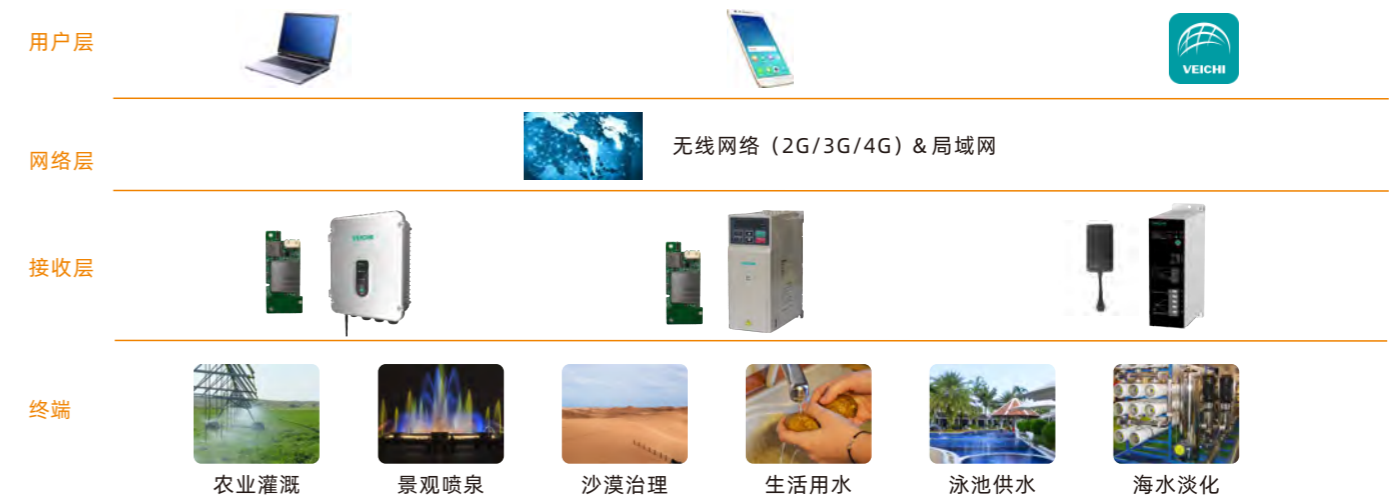 用户层
VEICHI
网络层
无线网络（2G/3G/4G）&局域网
接收层
VEICHI
VEICHI
终端
农业灌溉
景观喷泉
沙漠治理
生活用水
泳池供水
海水淡化